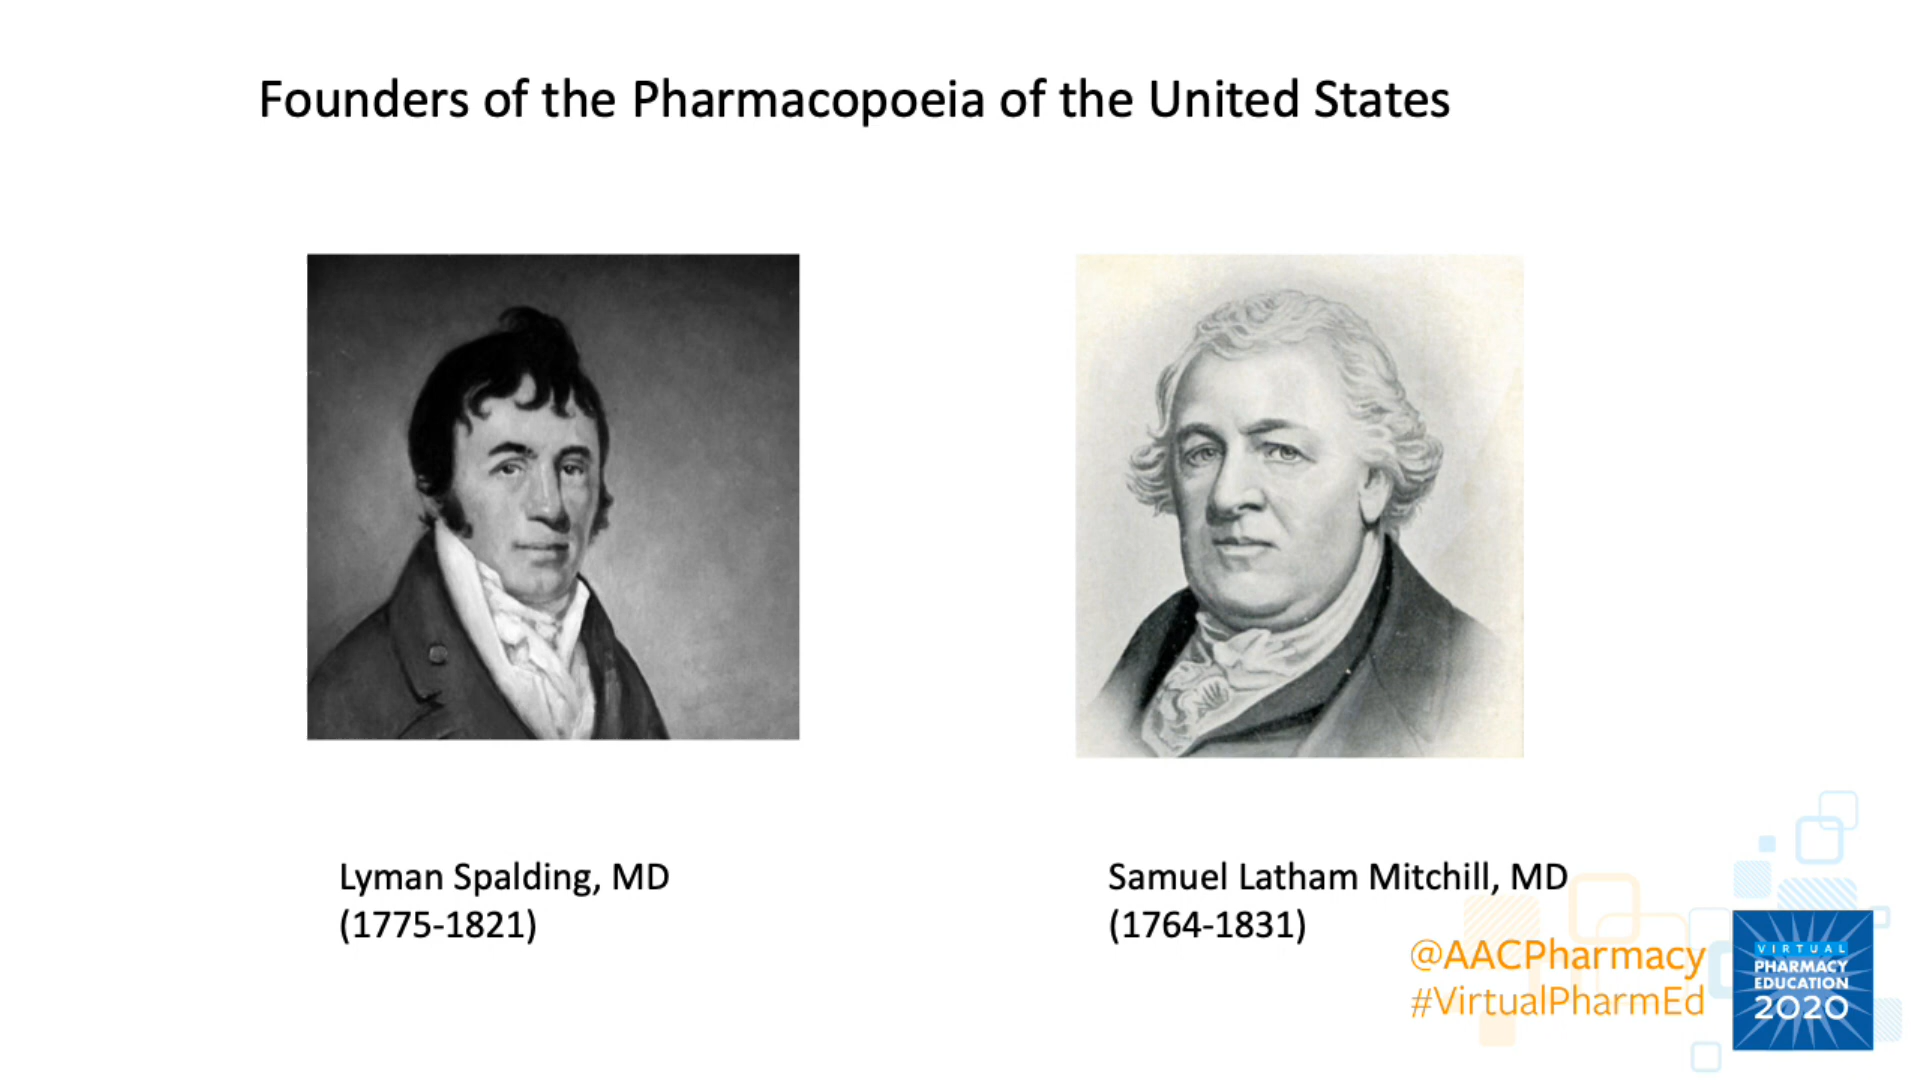 Founders of the Pharmacopoeia of the United States
Lyman Spalding, MD
(1775-1821)
Samuel Latham Mitchill, MD
(1764-1831)
@AACPharmacy
#VirtualPharmEd
VIRTUAL
PHARMACY
EDUCATION
2020